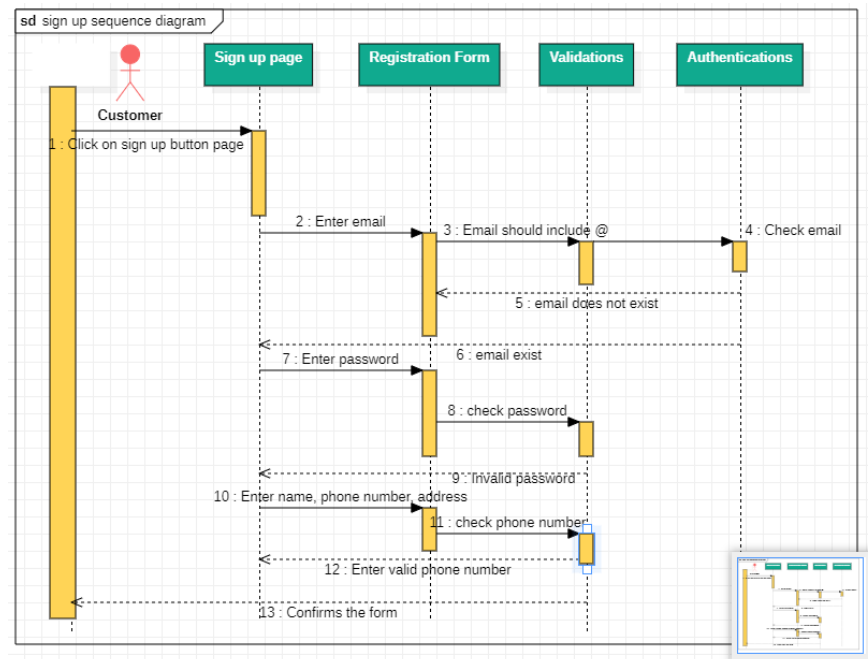 sd sign up sequence diagram
Sign up page
Registration Form
Validations
Authentications
Customer
1 : Click on sign up button page
2 : Enter email
3 : Email should include @
4 : Check email
5 : email does not exist
6 : email exist
7 : Enter password
8 : check password
9 : Invalid password
10 : Enter name, phone number, address
11 : check phone number
12 : Enter valid phone number
13 : Confirms the form